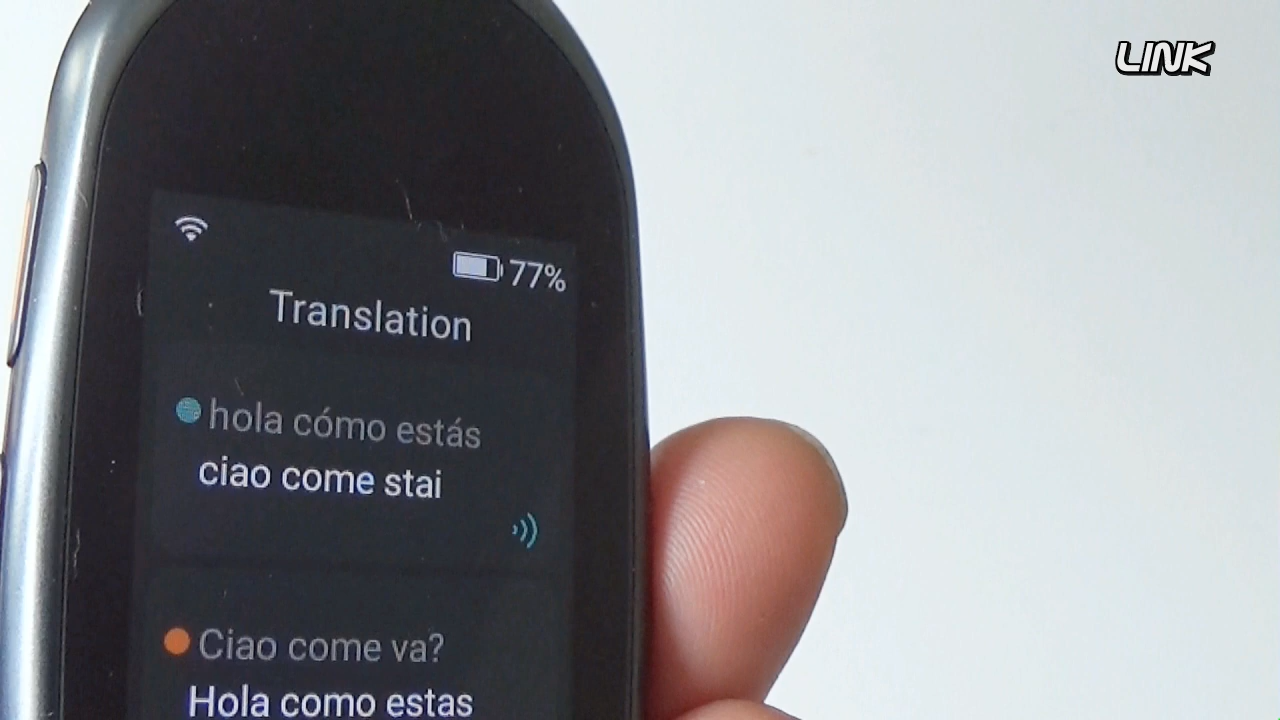 LINK
77%
Translation
hola cómo estás
ciao come stai
Ciao come va?
Hola como estas